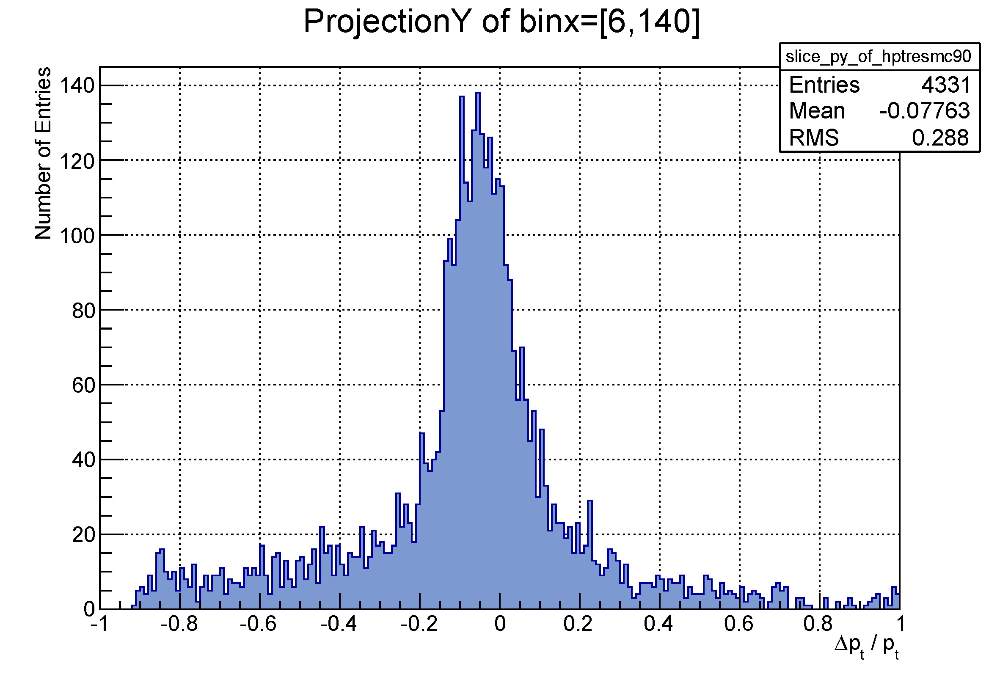 ProjectionY of binx=[6,140]
slice_py_of_hptresmc90
Entries 4331
Mean -0.07763
RMS 0.288
Number of Entries
140
120
100
80
60
40
20
0
-1 -0.8 -0.6 -0.4 -0.2 0 0.2 0.4 0.6 0.8 1
Δpt / pt